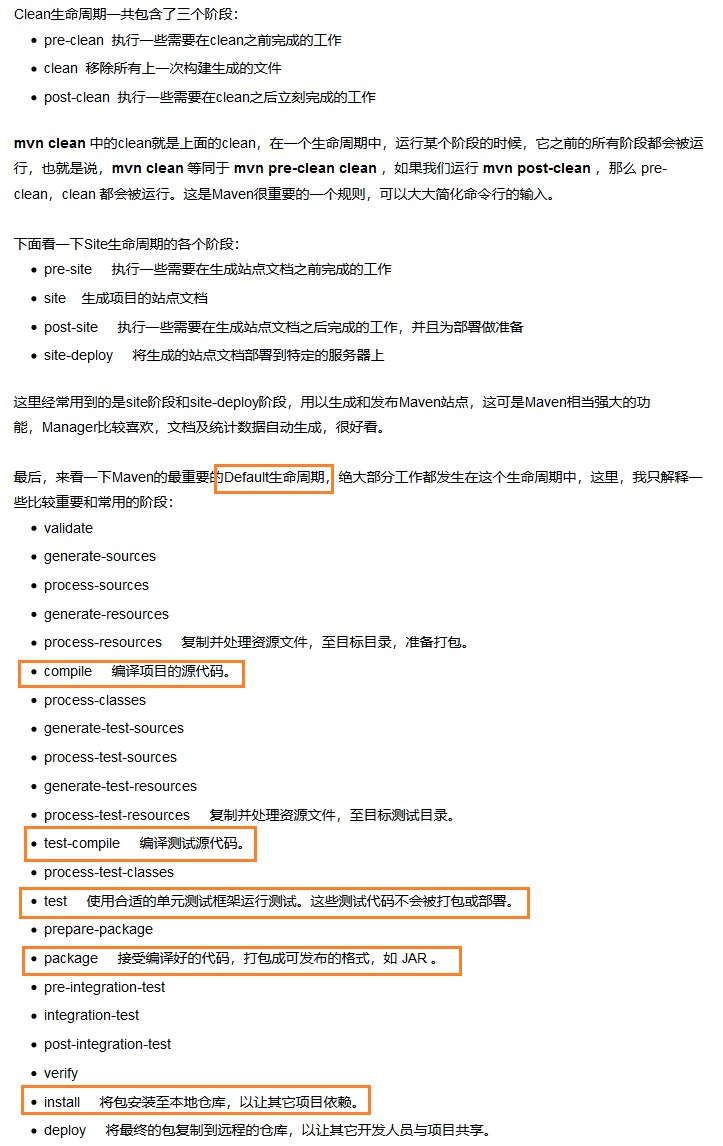 Clean生命周期一共包含了三个阶段：
• pre-clean 执行一些需要在clean之前完成的工作
• clean 移除所有上一次构建生成的文件
• post-clean 执行一些需要在clean之后立刻完成的工作
mvn clean 中的clean就是上面的clean，在一个生命周期中，运行某个阶段的时候，它之前的所有阶段都会被运
行，也就是说，mvn clean 等同于 mvn pre-clean clean ，如果我们运行 mvn post-clean ，那么 pre-
clean，clean 都会被运行。这是Maven很重要的一个规则，可以大大简化命令行的输入。
下面看一下Site生命周期的各个阶段：
• pre-site 执行一些需要在生成站点文档之前完成的工作
• site 生成项目的站点文档
• post-site 执行一些需要在生成站点文档之后完成的工作，并且为部署做准备
• site-deploy 将生成的站点文档部署到特定的服务器上
这里经常用到的是site阶段和site-deploy阶段，用以生成和发布Maven站点，这可是Maven相当强大的功
能，Manager比较喜欢，文档及统计数据自动生成，很好看。
最后，来看一下Maven的最重要的Default生命周期，绝大部分工作都发生在这个生命周期中，这里，我只解释一
些比较重要和常用的阶段：
• validate
• generate-sources
• process-sources
• generate-resources
• process-resources 复制并处理资源文件，至目标目录，准备打包。
• compile 编译项目的源代码。
• process-classes
• generate-test-sources
• process-test-sources
• generate-test-resources
• process-test-resources 复制并处理资源文件，至目标测试目录。
• test-compile 编译测试源代码。
• process-test-classes
• test 使用合适的单元测试框架运行测试。这些测试代码不会被打包或部署。
• prepare-package
• package 接受编译好的代码，打包成可发布的格式，如 JAR 。
• pre-integration-test
• integration-test
• post-integration-test
• verify
• install 将包安装至本地仓库，以让其它项目依赖。
• deploy 将最终的包复制到远程的仓库，以让其它开发人员与项目共享。